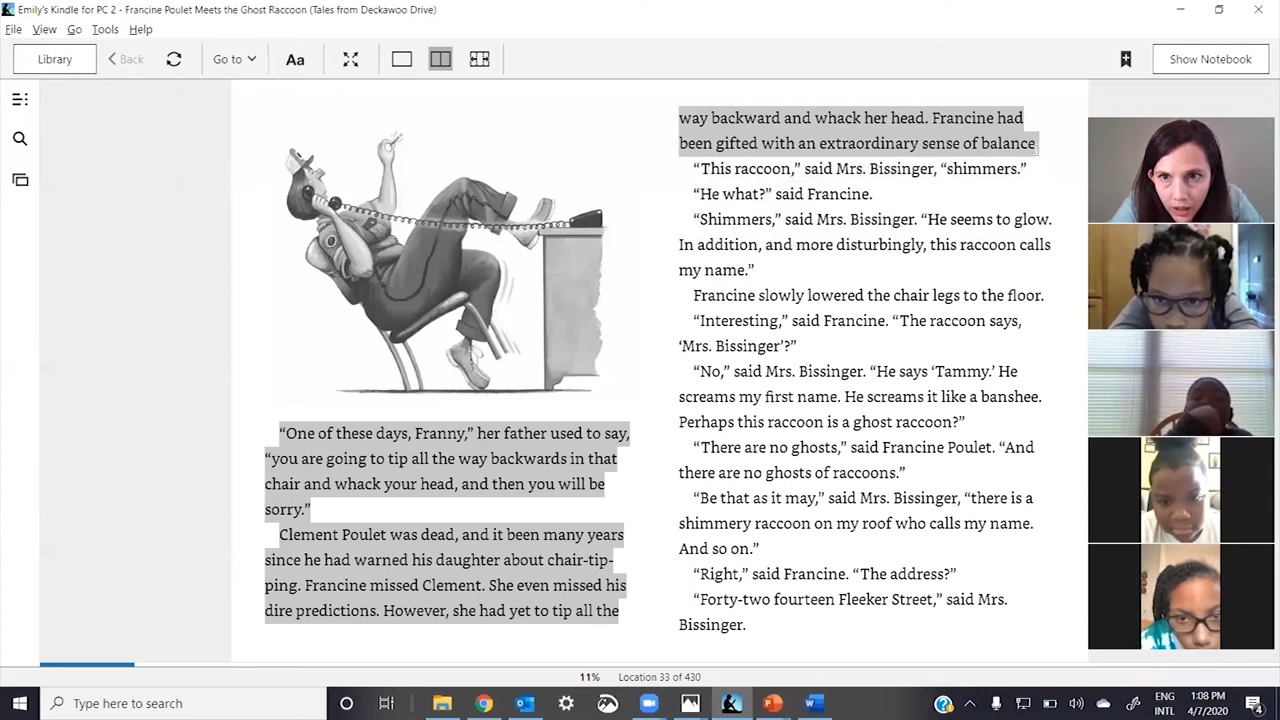 Emily's Kindle for PC 2 - Francine Poulet Meets the Ghost Raccoon (Tales from Deckawoo Drive)
File View Go Tools Help
Library
Back
Go to
Aa
Show Notebook
“One of these days, Franny,” her father used to say,
“you are going to tip all the way backwards in that
chair and whack your head, and then you will be
sorry.”
Clement Poulet was dead, and it been many years
since he had warned his daughter about chair-tip-
ping. Francine missed Clement. She even missed his
dire predictions. However, she had yet to tip all the
way backward and whack her head. Francine had
been gifted with an extraordinary sense of balance
“This raccoon,” said Mrs. Bissinger, “shimmers.”
“He what?” said Francine.
“Shimmers,” said Mrs. Bissinger. “He seems to glow.
In addition, and more disturbingly, this raccoon calls
my name.”
Francine slowly lowered the chair legs to the floor.
“Interesting,” said Francine. “The raccoon says,
‘Mrs. Bissinger’?”
“No,” said Mrs. Bissinger. “He says ‘Tammy.’ He
screams my first name. He screams it like a banshee.
Perhaps this raccoon is a ghost raccoon?”
“There are no ghosts,” said Francine Poulet. “And
there are no ghosts of raccoons.”
“Be that as it may,” said Mrs. Bissinger, “there is a
shimmery raccoon on my roof who calls my name.
And so on.”
“Right,” said Francine. “The address?”
“Forty-two fourteen Fleeker Street,” said Mrs.
Bissinger.
11% Location 33 of 430
Type here to search
ENG
INTL
1:08 PM
4/7/2020
4